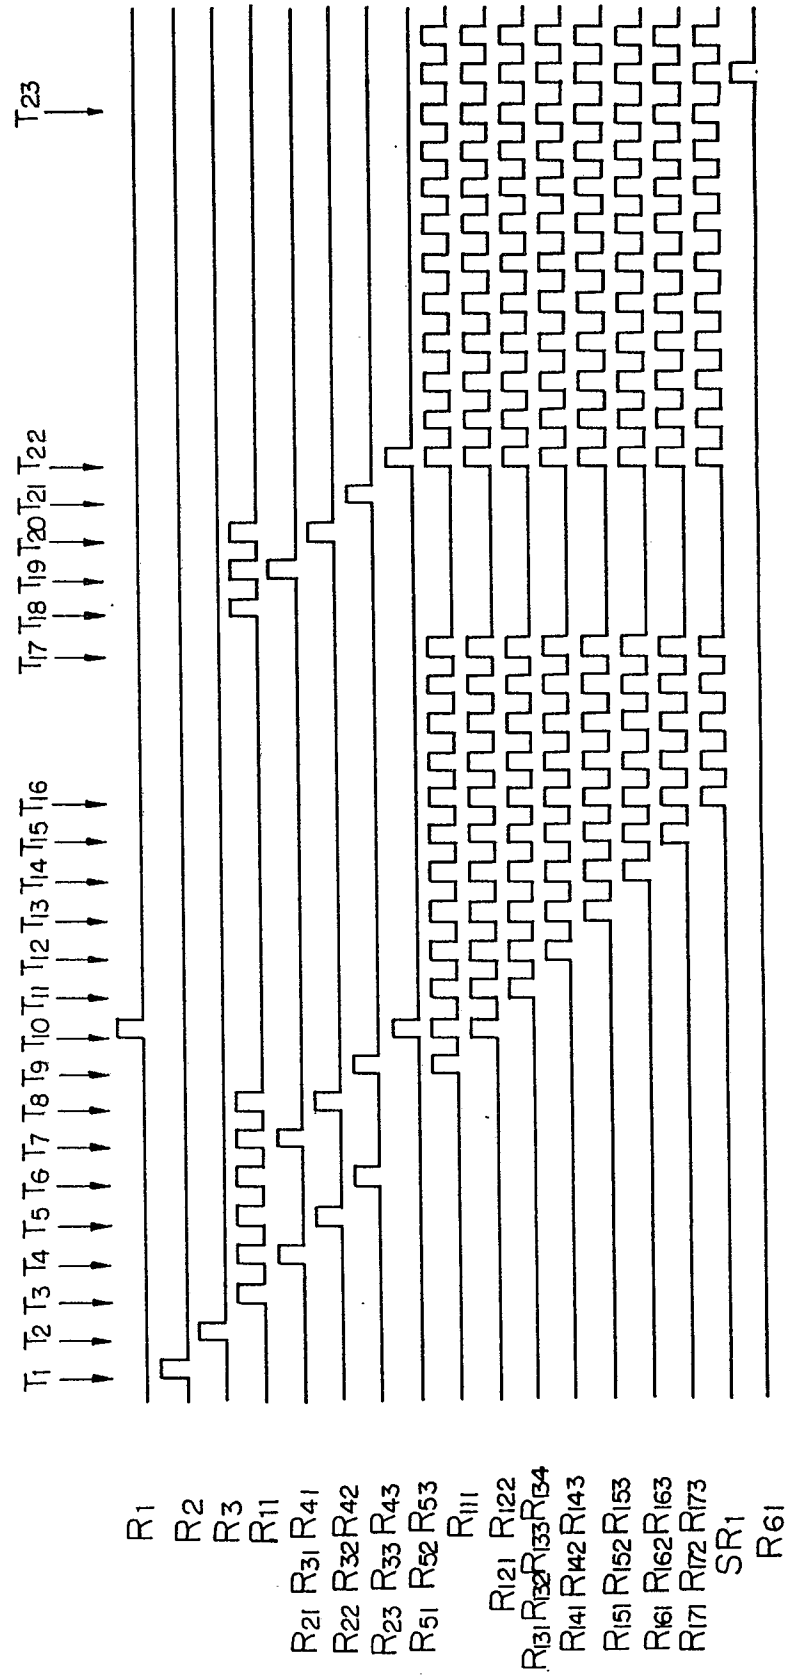 T1 T2 T3 T4 T5 T6 T7 T8 T9 T10 T11 T12 T13 T14 T15 T16 T17 T18 T19 T20 T21 T22 T23
R1
R2
R3
R11
R21 R31 R41
R22 R32 R42
R23 R33 R43
R51 R52 R53
R111
R121 R122
R131 R132 R133 R134
R141 R142 R143
R151 R152 R153
R161 R162 R163
R171 R172 R173
SR1
R61